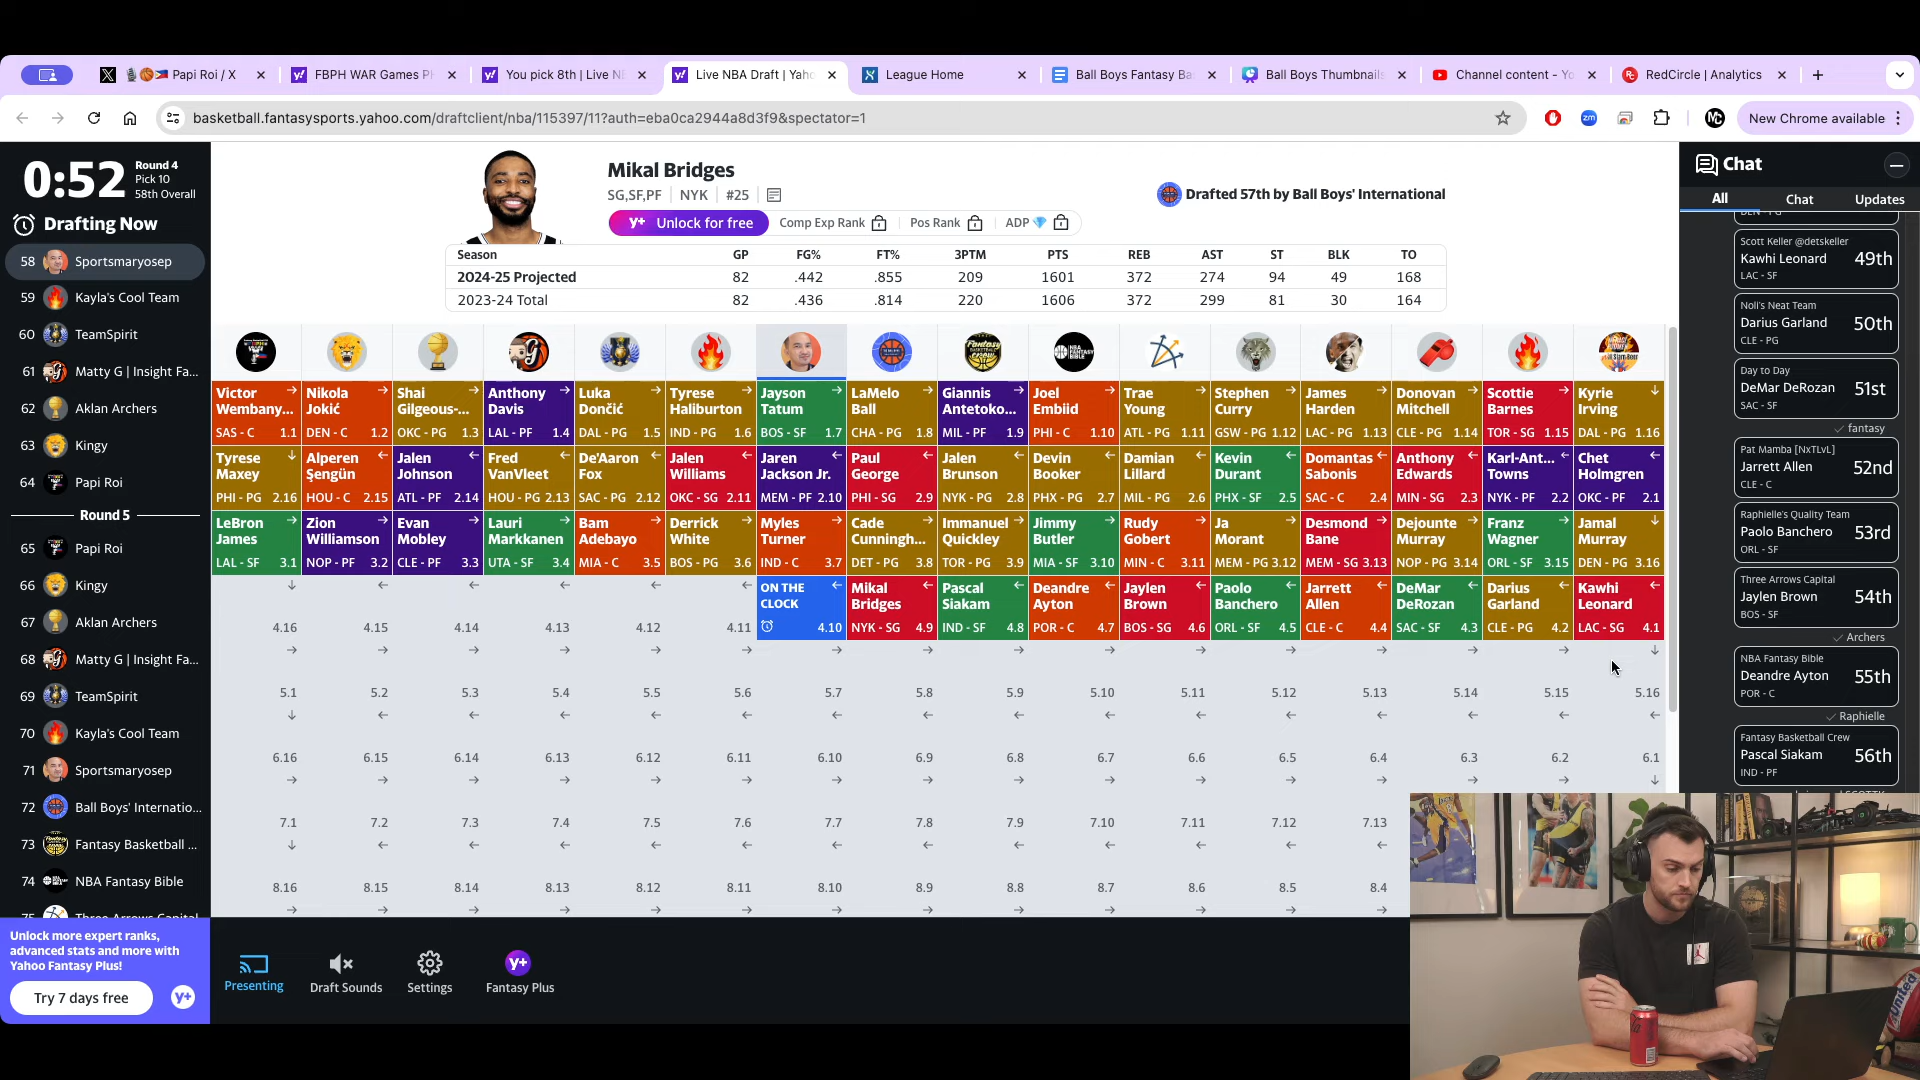 Papi Roi / X
FBPH WAR Games P
You pick 8th | Live N
Live NBA Draft | Yaho
League Home
Ball Boys Fantasy Ba
Ball Boys Thumbnails
Channel content - Yo
RedCircle | Analytics
basketball.fantasysports.yahoo.com/draftclient/nba/115397/11?auth=eba0ca2944a8d3f9&spectator=1
New Chrome available
0:52
Round 4
Pick 10
58th Overall
Drafting Now
58 Sportsmaryosep
59 Kayla's Cool Team
60 TeamSpirit
61 Matty G | Insight Fa...
62 Aklan Archers
63 Kingy
64 Papi Roi
Round 5
65 Papi Roi
66 Kingy
67 Aklan Archers
68 Matty G | Insight Fa...
69 TeamSpirit
70 Kayla's Cool Team
71 Sportsmaryosep
72 Ball Boys' Internatio...
73 Fantasy Basketball ...
74 NBA Fantasy Bible
75 Three Arrows Capital
Unlock more expert ranks,
advanced stats and more with
Yahoo Fantasy Plus!
Try 7 days free
y+
Mikal Bridges
SG,SF,PF NYK #25
y+ Unlock for free Comp Exp Rank Pos Rank ADP
Drafted 57th by Ball Boys' International
Season GP FG% FT% 3PTM PTS REB AST ST BLK TO
2024-25 Projected 82 .442 .855 209 1601 372 274 94 49 168
2023-24 Total 82 .436 .814 220 1606 372 299 81 30 164
Victor Nikola Shai Anthony Luka Tyrese Jayson LaMelo Giannis Joel Trae Stephen James Donovan Scottie Kyrie
Wembany... Jokić Gilgeous-... Davis Dončić Haliburton Tatum Ball Antetoko... Embiid Young Curry Harden Mitchell Barnes Irving
SAS - C 1.1 DEN - C 1.2 OKC - PG 1.3 LAL - PF 1.4 DAL - PG 1.5 IND - PG 1.6 BOS - SF 1.7 CHA - PG 1.8 MIL - PF 1.9 PHI - C 1.10 ATL - PG 1.11 GSW - PG 1.12 LAC - PG 1.13 CLE - PG 1.14 TOR - SG 1.15 DAL - PG 1.16
Tyrese Alperen Jalen Fred De'Aaron Jalen Jaren Paul Jalen Devin Damian Kevin Domantas Anthony Karl-Ant... Chet
Maxey Şengün Johnson VanVleet Fox Williams Jackson Jr. George Brunson Booker Lillard Durant Sabonis Edwards Towns Holmgren
PHI - PG 2.16 HOU - C 2.15 ATL - PF 2.14 HOU - PG 2.13 SAC - PG 2.12 OKC - SG 2.11 MEM - PF 2.10 PHI - SG 2.9 NYK - PG 2.8 PHX - PG 2.7 MIL - PG 2.6 PHX - SF 2.5 SAC - C 2.4 MIN - SG 2.3 NYK - PF 2.2 OKC - PF 2.1
LeBron Zion Evan Lauri Bam Derrick Myles Cade Immanuel Jimmy Rudy Ja Desmond Dejounte Franz Jamal
James Williamson Mobley Markkanen Adebayo White Turner Cunningh... Quickley Butler Gobert Morant Bane Murray Wagner Murray
LAL - SF 3.1 NOP - PF 3.2 CLE - PF 3.3 UTA - SF 3.4 MIA - C 3.5 BOS - PG 3.6 IND - C 3.7 DET - PG 3.8 TOR - PG 3.9 MIA - SF 3.10 MIN - C 3.11 MEM - PG 3.12 MEM - SG 3.13 NOP - PG 3.14 ORL - SF 3.15 DEN - PG 3.16
ON THE Mikal Pascal Deandre Jaylen Paolo Jarrett DeMar Darius Kawhi
CLOCK Bridges Siakam Ayton Brown Banchero Allen DeRozan Garland Leonard
4.16 4.15 4.14 4.13 4.12 4.11 4.10 NYK - SG 4.9 IND - SF 4.8 POR - C 4.7 BOS - SG 4.6 ORL - SF 4.5 CLE - C 4.4 SAC - SF 4.3 CLE - PG 4.2 LAC - SG 4.1
5.1 5.2 5.3 5.4 5.5 5.6 5.7 5.8 5.9 5.10 5.11 5.12 5.13 5.14 5.15 5.16
6.16 6.15 6.14 6.13 6.12 6.11 6.10 6.9 6.8 6.7 6.6 6.5 6.4 6.3 6.2 6.1
7.1 7.2 7.3 7.4 7.5 7.6 7.7 7.8 7.9 7.10 7.11 7.12 7.13
8.16 8.15 8.14 8.13 8.12 8.11 8.10 8.9 8.8 8.7 8.6 8.5 8.4
Presenting
Draft Sounds
Settings
Fantasy Plus
Chat
All Chat Updates
DEN - PG
Scott Keller @detskeller
Kawhi Leonard 49th
LAC - SF
Noli's Neat Team
Darius Garland 50th
CLE - PG
Day to Day
DeMar DeRozan 51st
SAC - SF
fantasy
Pat Mamba [NxTLvL]
Jarrett Allen 52nd
CLE - C
Raphielle's Quality Team
Paolo Banchero 53rd
ORL - SF
Three Arrows Capital
Jaylen Brown 54th
BOS - SF
Archers
NBA Fantasy Bible
Deandre Ayton 55th
POR - C
Raphielle
Fantasy Basketball Crew
Pascal Siakam 56th
IND - PF